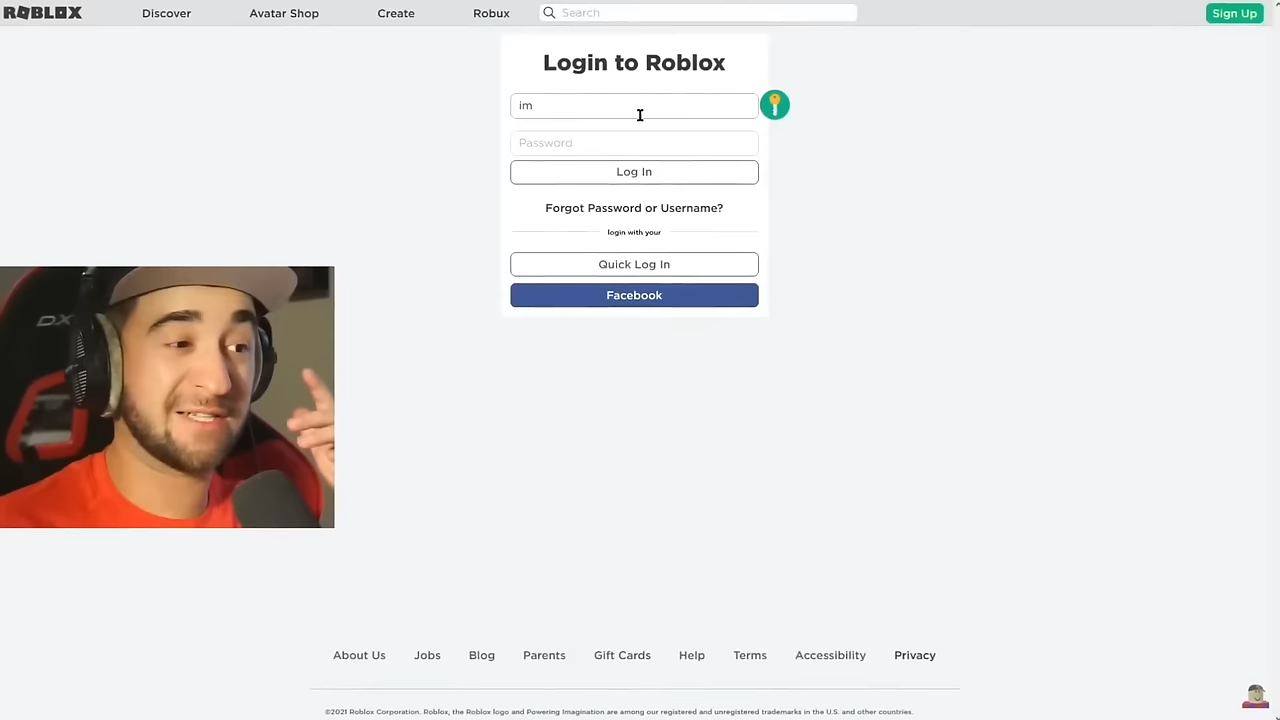 ROBLOX Discover Avatar Shop Create Robux Search Sign Up
Login to Roblox
im
Password
Log In
Forgot Password or Username?
login with your
Quick Log In
Facebook
DX
About Us Jobs Blog Parents Gift Cards Help Terms Accessibility Privacy
©2021 Roblox Corporation. Roblox, the Roblox logo and Powering Imagination are among our registered and unregistered trademarks in the U.S. and other countries.